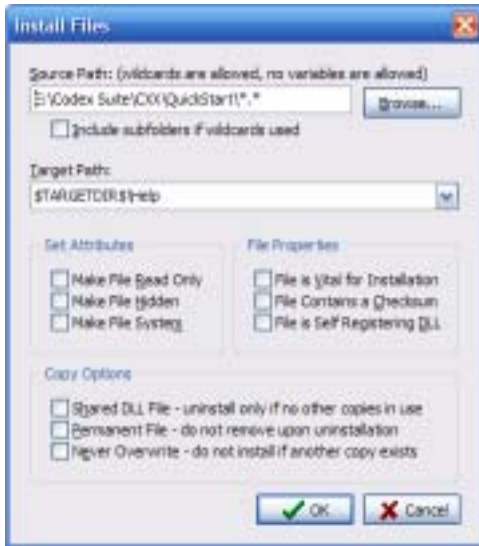 Install Files
Source Path: (wildcards are allowed, no variables are allowed)
E:\Codex Suite\CXX\QuickStart\*.*
Browse...
Include subfolders if wildcards used
Target Path:
$TARGETDIR$\Help
Set Attributes
File Properties
Make File Read Only
File is Vital for Installation
Make File Hidden
File Contains a Checksum
Make File System
File is Self Registering DLL
Copy Options
Shared DLL File - uninstall only if no other copies in use
Permanent File - do not remove upon uninstallation
Never Overwrite - do not install if another copy exists
OK
Cancel